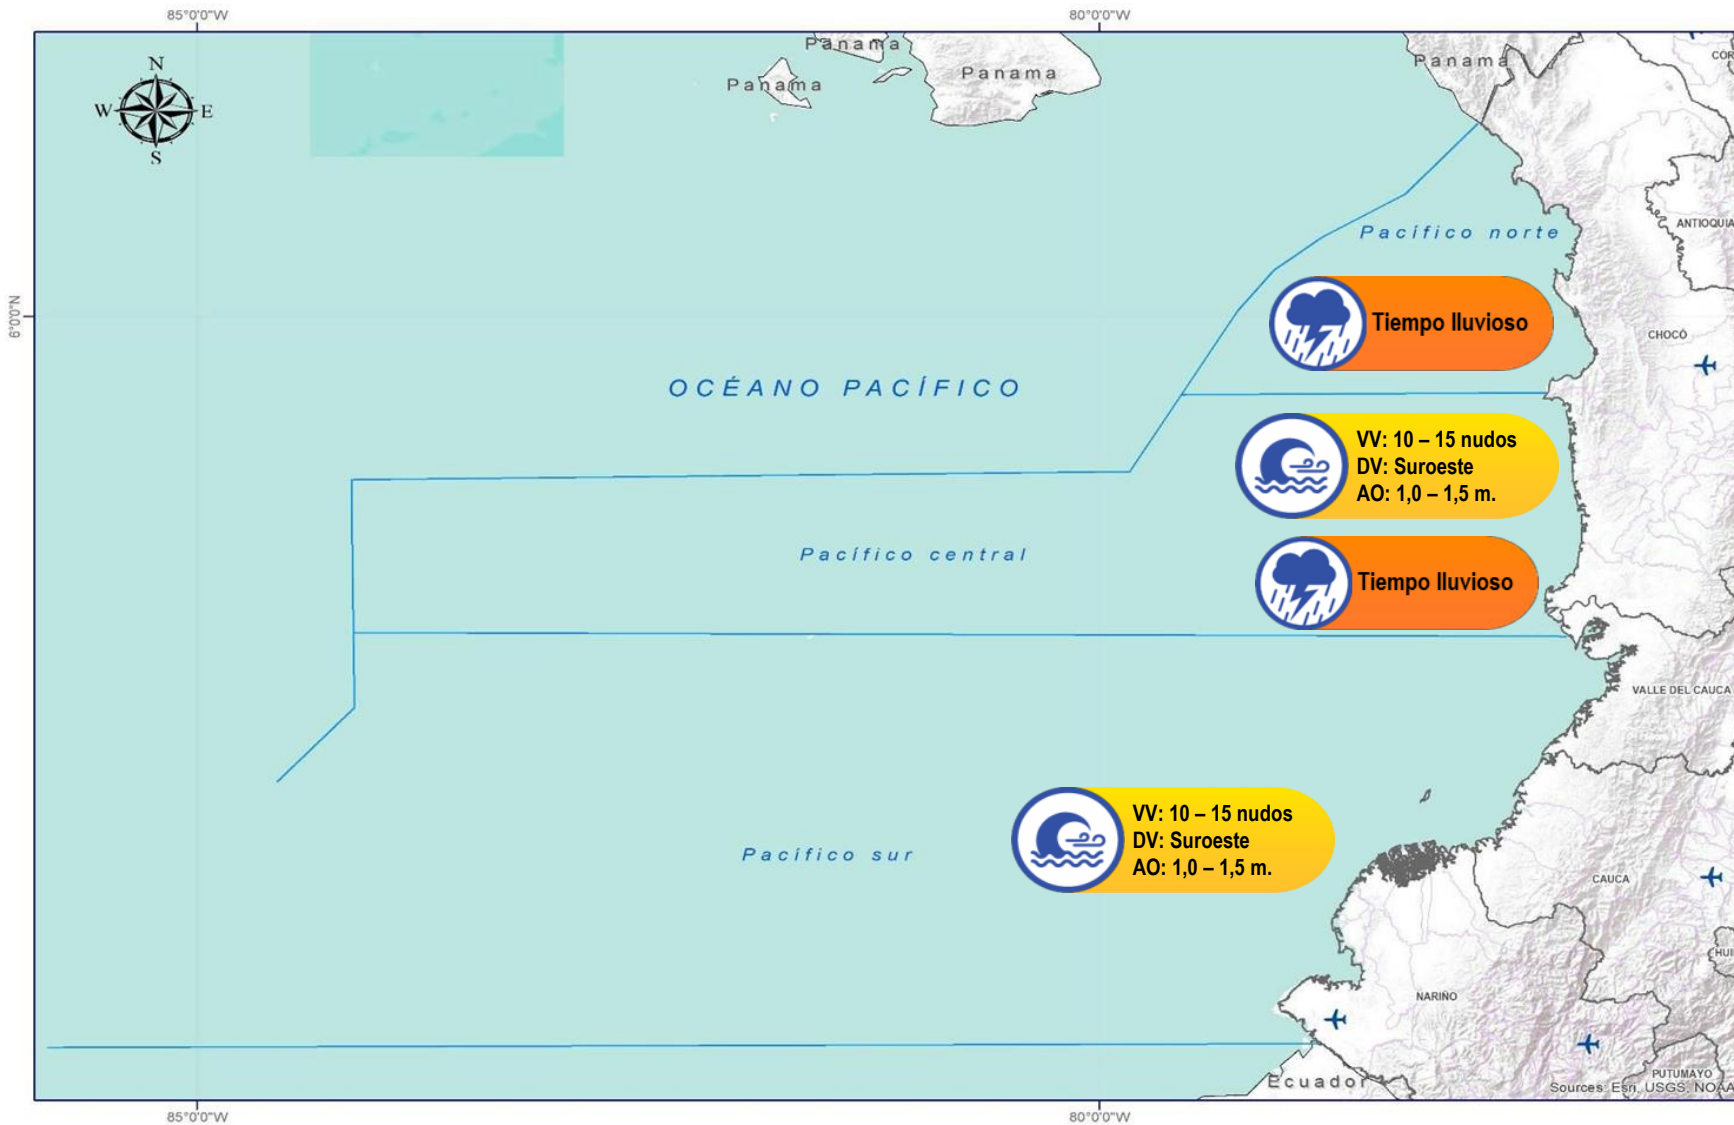 85°0'0"W
80°0'0"W
Panama
Panama
Panama
Panama
N
W
E
S
ANTIOQUIA
Pacífico norte
6°0'0"N
Tiempo lluvioso
CHOCÓ
OCÉANO PACÍFICO
VV: 10 – 15 nudos
DV: Suroeste
AO: 1,0 – 1,5 m.
Pacífico central
Tiempo lluvioso
VALLE DEL CAUCA
VV: 10 – 15 nudos
DV: Suroeste
AO: 1,0 – 1,5 m.
Pacífico sur
CAUCA
NARIÑO
PUTUMAYO
Ecuador
Sources: Esri, USGS, NOAA
85°0'0"W
80°0'0"W